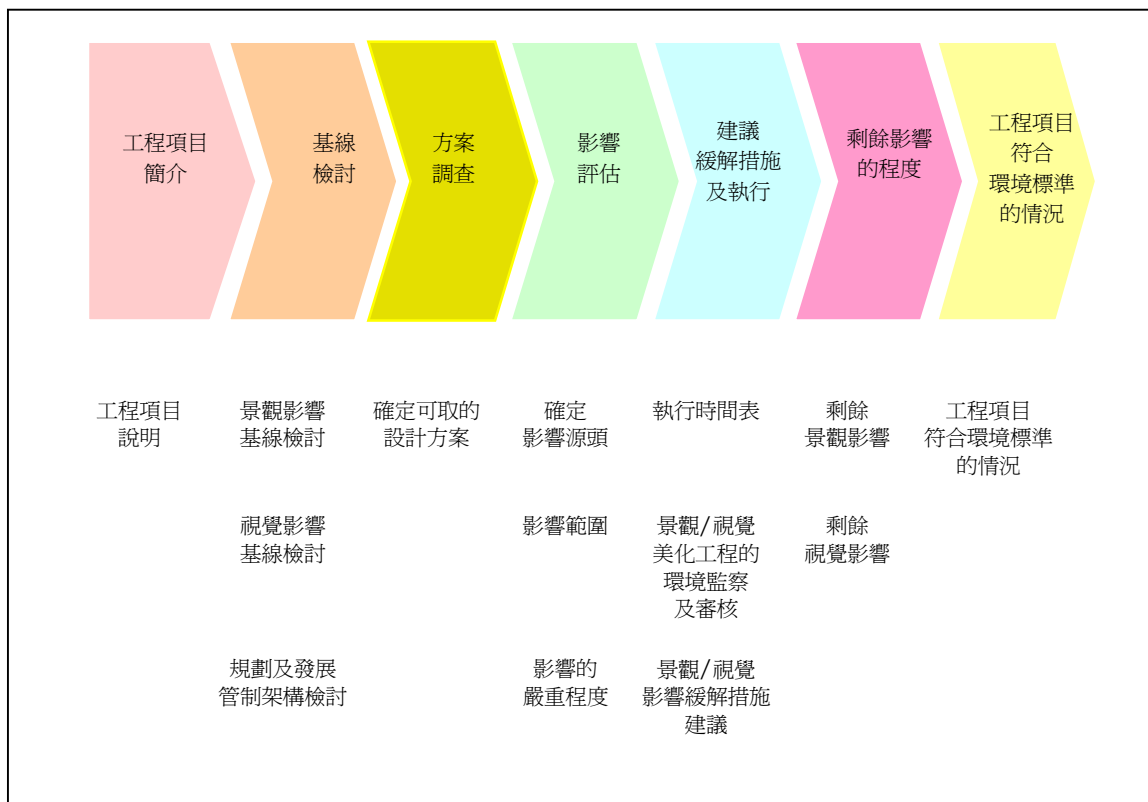 工程項目
簡介
基線
檢討
方案
調查
影響
評估
建議
緩解措施
及執行
剩餘影響
的程度
工程項目
符合
環境標準
的情況
工程項目
說明
景觀影響
基線檢討
確定可取的
設計方案
確定
影響源頭
執行時間表
剩餘
景觀影響
工程項目
符合環境標準
的情況
視覺影響
基線檢討
影響範圍
景觀/視覺
美化工程的
環境監察
及審核
剩餘
視覺影響
規劃及發展
管制架構檢討
影響的
嚴重程度
景觀/視覺
影響緩解措施
建議